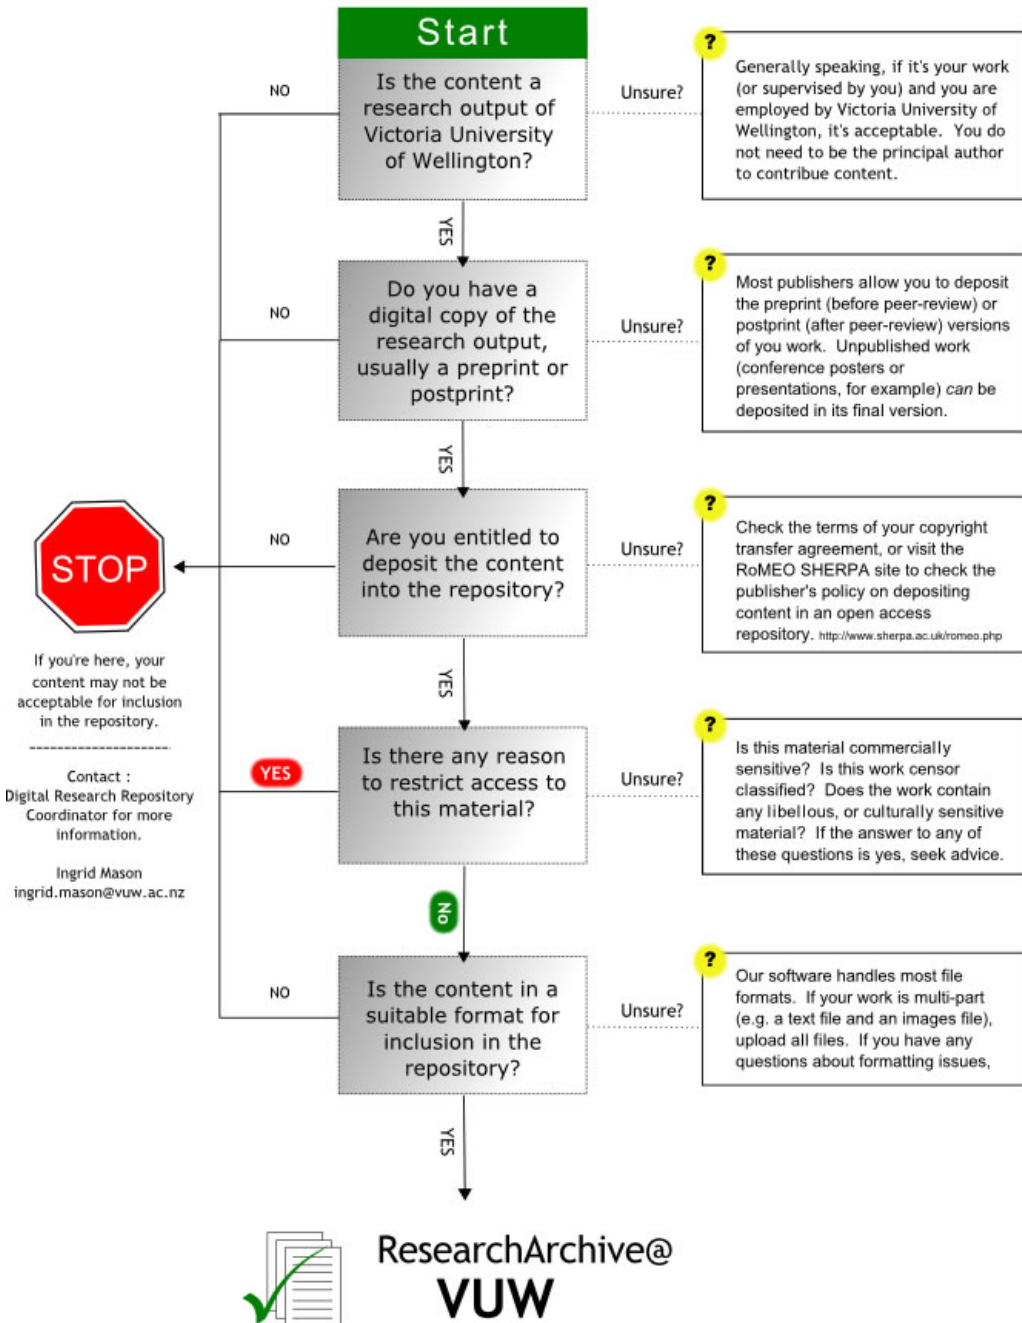 Start
Is the content a
research output of
Victoria University
of Wellington?
NO
Unsure?
?
Generally speaking, if it's your work
(or supervised by you) and you are
employed by Victoria University of
Wellington, it's acceptable. You do
not need to be the principal author
to contribue content.
YES
Do you have a
digital copy of the
research output,
usually a preprint or
postprint?
NO
Unsure?
?
Most publishers allow you to deposit
the preprint (before peer-review) or
postprint (after peer-review) versions
of you work. Unpublished work
(conference posters or
presentations, for example) can be
deposited in its final version.
YES
Are you entitled to
deposit the content
into the repository?
NO
Unsure?
?
Check the terms of your copyright
transfer agreement, or visit the
RoMEO SHERPA site to check the
publisher's policy on depositing
content in an open access
repository. http://www.sherpa.ac.uk/romeo.php
STOP
If you're here, your
content may not be
acceptable for inclusion
in the repository.
--------------------
Contact :
Digital Research Repository
Coordinator for more
information.
Ingrid Mason
ingrid.mason@vuw.ac.nz
YES
Is there any reason
to restrict access to
this material?
YES
Unsure?
?
Is this material commercially
sensitive? Is this work censor
classified? Does the work contain
any libellous, or culturally sensitive
material? If the answer to any of
these questions is yes, seek advice.
No
Is the content in a
suitable format for
inclusion in the
repository?
NO
Unsure?
?
Our software handles most file
formats. If your work is multi-part
(e.g. a text file and an images file),
upload all files. If you have any
questions about formatting issues,
YES
ResearchArchive@
VUW